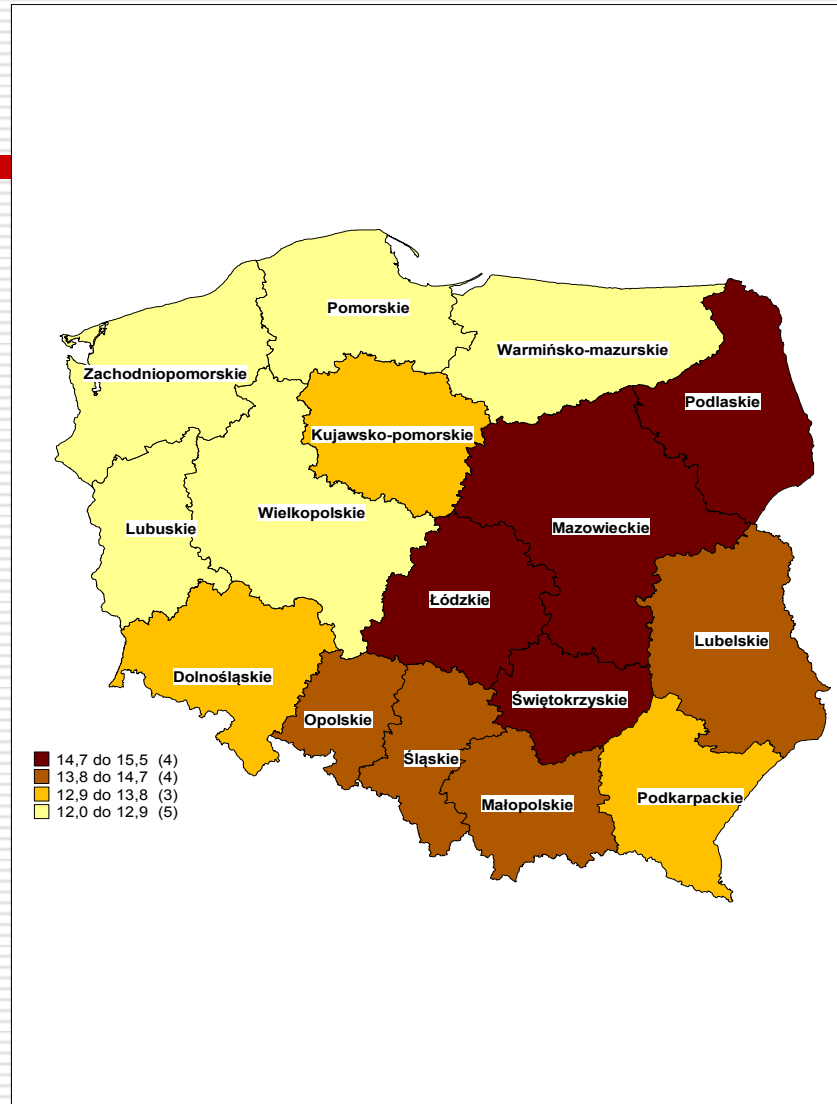 Pomorskie
Warmińsko-mazurskie
Zachodniopomorskie
Podlaskie
Kujawsko-pomorskie
Wielkopolskie
Lubuskie
Mazowieckie
Łódzkie
Lubelskie
Dolnośląskie
Świętokrzyskie
Opolskie
Śląskie
Małopolskie
Podkarpackie
14,7 do 15,5 (4)
13,8 do 14,7 (4)
12,9 do 13,8 (3)
12,0 do 12,9 (5)